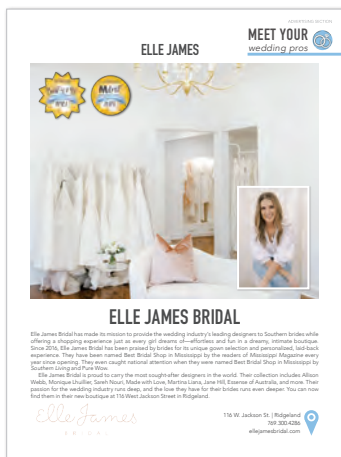 ADVERTISING SECTION
MEET YOUR
wedding pros
ELLE JAMES
ELLE JAMES BRIDAL
Elle James Bridal has made its mission to provide the wedding industry's leading designers to Southern brides while
offering a shopping experience just as every girl dreams of—effortless and fun in a dreamy, intimate boutique.
Since 2016, Elle James Bridal has been praised by brides for its unique gown selection and personalized, laid-back
experience. They have been named Best Bridal Shop in Mississippi by the readers of Mississippi Magazine every
year since opening. They even caught national attention when they were named Best Bridal Shop in Mississippi by
Southern Living and Pure Wow.
Elle James Bridal is proud to carry the most sought-after designers in the world. Their collection includes Allison
Webb, Monique Lhuillier, Sareh Nouri, Made with Love, Martina Liana, Jane Hill, Essense of Australia, and more. Their
passion for the wedding industry runs deep, and the love they have for their brides runs even deeper. You can now
find them in their new boutique at 116 West Jackson Street in Ridgeland.
Elle James
BRIDAL
116 W. Jackson St. | Ridgeland
769.300.4286
ellejamesbridal.com